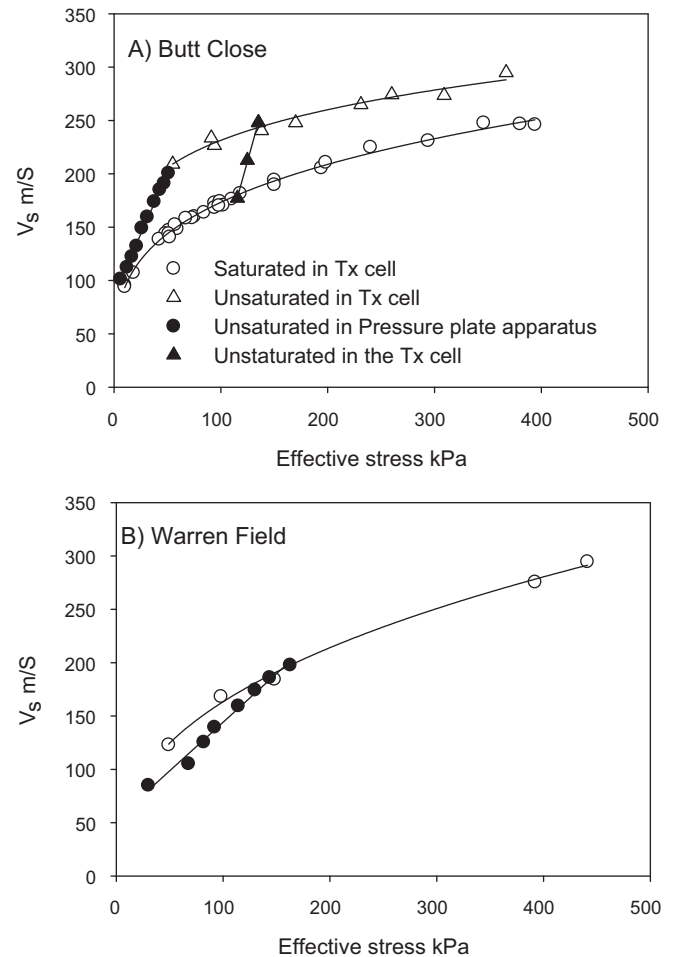 A) Butt Close
350
300
250
200
150
100
50
0
Vs m/S
Saturated in Tx cell
Unsaturated in Tx cell
Unsaturated in Pressure plate apparatus
Unstaturated in the Tx cell
0 100 200 300 400 500
Effective stress kPa
B) Warren Field
350
300
250
200
150
100
50
0
Vs m/S
0 100 200 300 400 500
Effective stress kPa